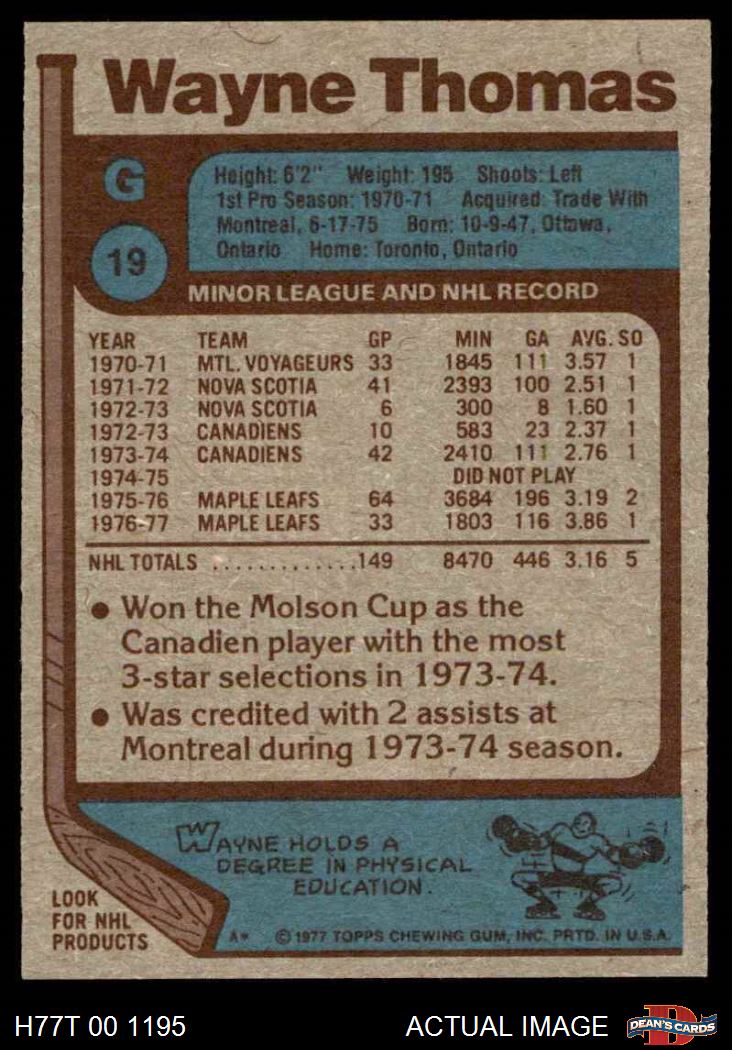 Wayne Thomas
G
19
Height: 6'2" Weight: 195 Shoots: Left
1st Pro Season: 1970-71 Acquired: Trade With
Montreal, 6-17-75 Born: 10-9-47, Ottawa,
Ontario Home: Toronto, Ontario
MINOR LEAGUE AND NHL RECORD
YEAR TEAM GP MIN GA AVG. SO
1970-71 MTL. VOYAGEURS 33 1845 111 3.57 1
1971-72 NOVA SCOTIA 41 2393 100 2.51 1
1972-73 NOVA SCOTIA 6 300 8 1.60 1
1972-73 CANADIENS 10 583 23 2.37 1
1973-74 CANADIENS 42 2410 111 2.76 1
1974-75 DID NOT PLAY
1975-76 MAPLE LEAFS 64 3684 196 3.19 2
1976-77 MAPLE LEAFS 33 1803 116 3.86 1
NHL TOTALS .............149 8470 446 3.16 5
• Won the Molson Cup as the
Canadien player with the most
3-star selections in 1973-74.
• Was credited with 2 assists at
Montreal during 1973-74 season.
WAYNE HOLDS A
DEGREE IN PHYSICAL
EDUCATION.
LOOK
FOR NHL
PRODUCTS
A* © 1977 TOPPS CHEWING GUM, INC. PRTD. IN U.S.A.
H77T 00 1195 ACTUAL IMAGE D DEAN'S CARDS